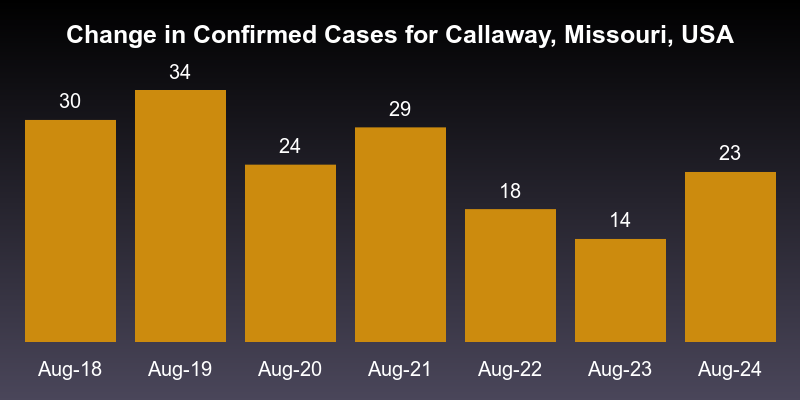 Change in Confirmed Cases for Callaway, Missouri, USA
30
34
24
29
18
14
23
Aug-18
Aug-19
Aug-20
Aug-21
Aug-22
Aug-23
Aug-24